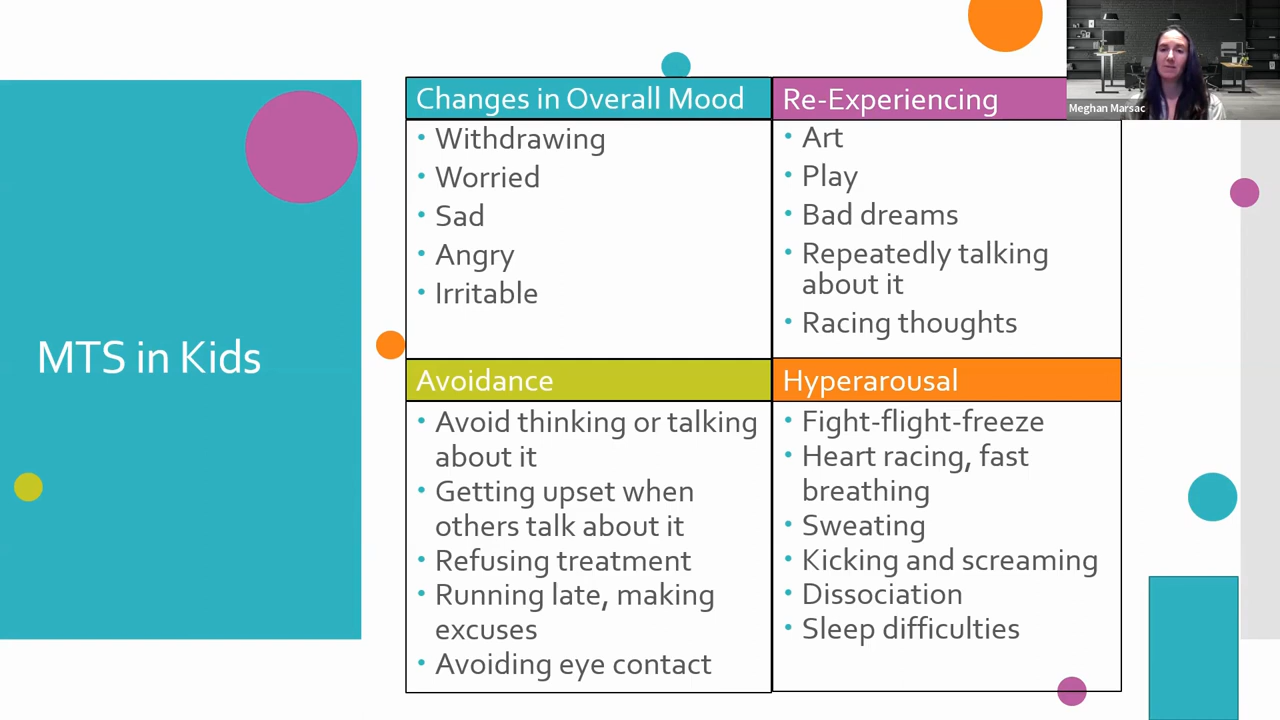 MTS in Kids
Changes in Overall Mood
• Withdrawing
• Worried
• Sad
• Angry
• Irritable
Re-Experiencing
• Art
• Play
• Bad dreams
• Repeatedly talking
about it
• Racing thoughts
Avoidance
• Avoid thinking or talking
about it
• Getting upset when
others talk about it
• Refusing treatment
• Running late, making
excuses
• Avoiding eye contact
Hyperarousal
• Fight-flight-freeze
• Heart racing, fast
breathing
• Sweating
• Kicking and screaming
• Dissociation
• Sleep difficulties
Meghan Marsac